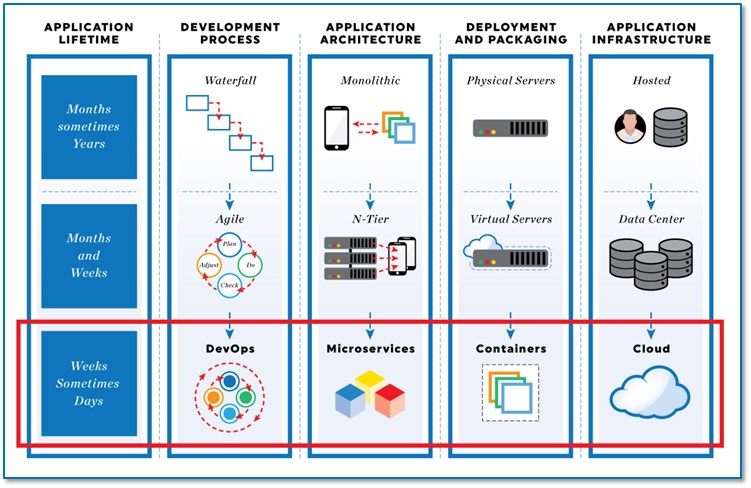 APPLICATION
LIFETIME
DEVELOPMENT
PROCESS
APPLICATION
ARCHITECTURE
DEPLOYMENT
AND PACKAGING
APPLICATION
INFRASTRUCTURE
Months
sometimes
Years
Waterfall
Monolithic
Physical Servers
Hosted
Months
and
Weeks
Agile
Plan
Adjust
Do
Check
N-Tier
Virtual Servers
Data Center
Weeks
Sometimes
Days
DevOps
Microservices
Containers
Cloud